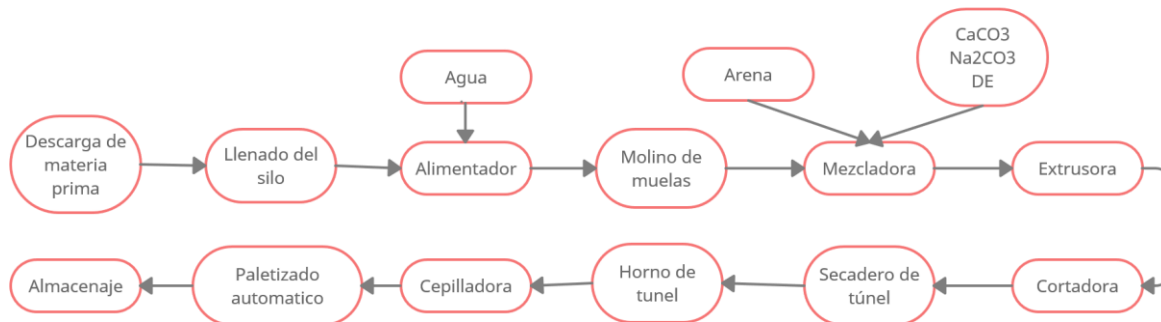 CaCO3
Na2CO3
DE
Agua
Arena
Descarga de
materia
prima
Llenado del
silo
Alimentador
Molino de
muelas
Mezcladora
Extrusora
Almacenaje
Paletizado
automatico
Cepilladora
Horno de
tunel
Secadero de
túnel
Cortadora